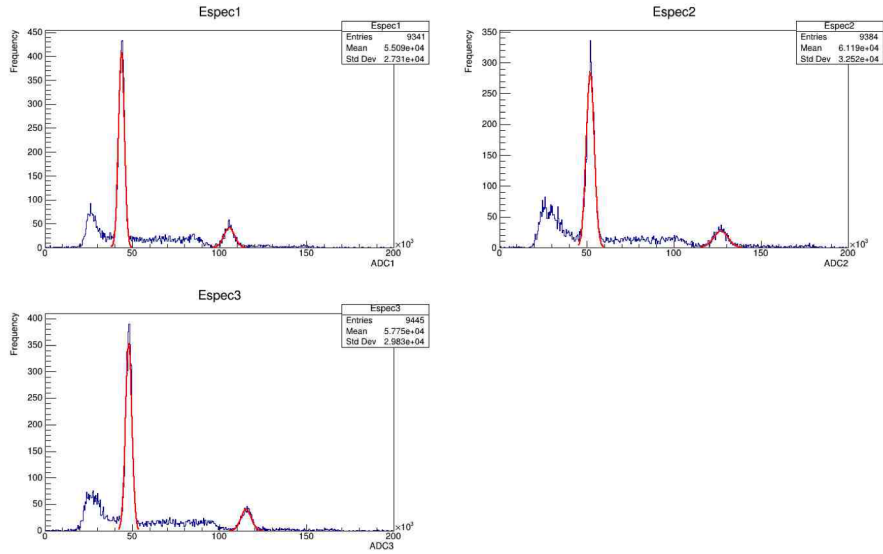 Espec1
Espec1
Entries 9341
Mean 5.509e+04
Std Dev 2.731e+04
Frequency
450
400
350
300
250
200
150
100
50
0
0 50 100 150 200
×10³
ADC1
Espec2
Espec2
Entries 9384
Mean 6.119e+04
Std Dev 3.252e+04
Frequency
350
300
250
200
150
100
50
0
0 50 100 150 200
×10³
ADC2
Espec3
Espec3
Entries 9445
Mean 5.775e+04
Std Dev 2.983e+04
Frequency
400
350
300
250
200
150
100
50
0
0 50 100 150 200
×10³
ADC3